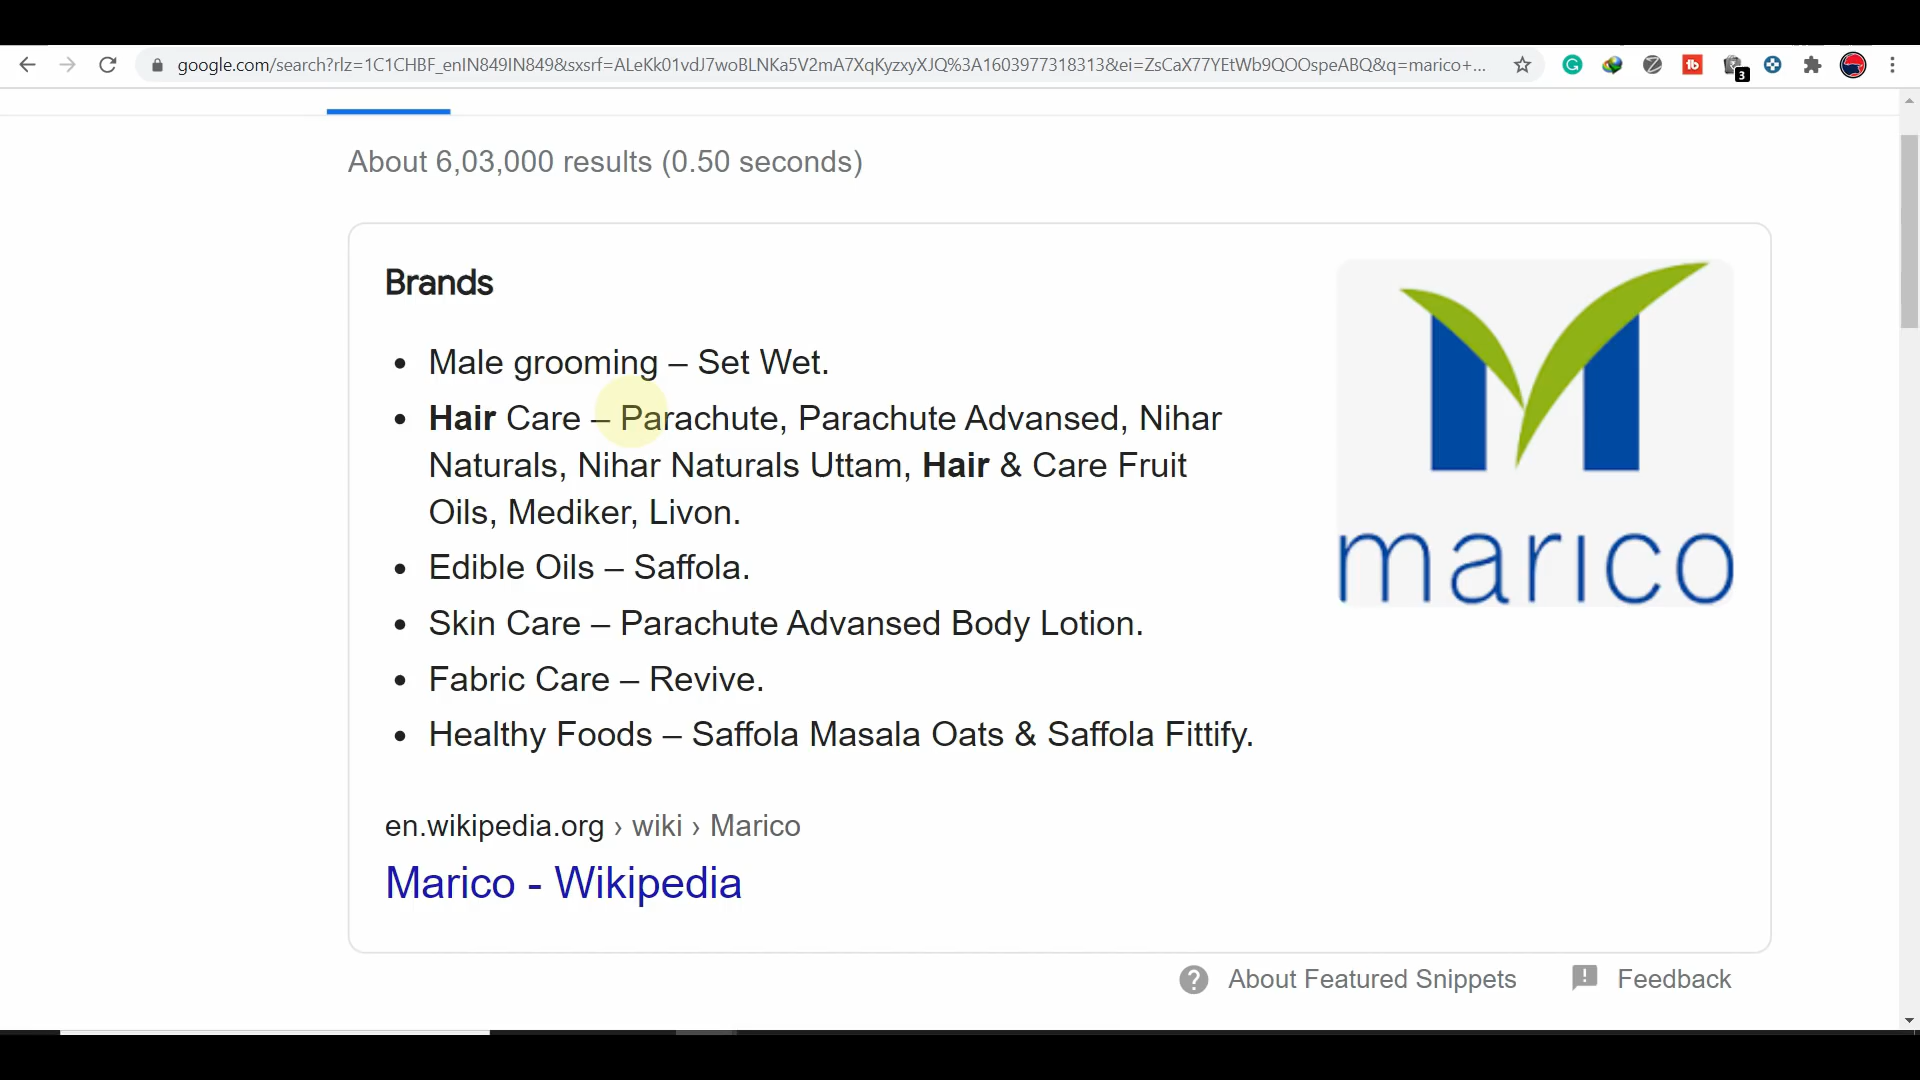 google.com/search?rlz=1C1CHBF_enIN849IN849&sxsrf=ALeKk01vdJ7woBLNKa5V2mA7XqKyzxyXJQ%3A1603977318313&ei=ZsCaX77YEtWb9QOOspeABQ&q=marico+...
3
About 6,03,000 results (0.50 seconds)
Brands
• Male grooming – Set Wet.
• Hair Care – Parachute, Parachute Advansed, Nihar
Naturals, Nihar Naturals Uttam, Hair & Care Fruit
Oils, Mediker, Livon.
• Edible Oils – Saffola.
• Skin Care – Parachute Advansed Body Lotion.
• Fabric Care – Revive.
• Healthy Foods – Saffola Masala Oats & Saffola Fittify.
marico
en.wikipedia.org › wiki › Marico
Marico - Wikipedia
About Featured Snippets
Feedback